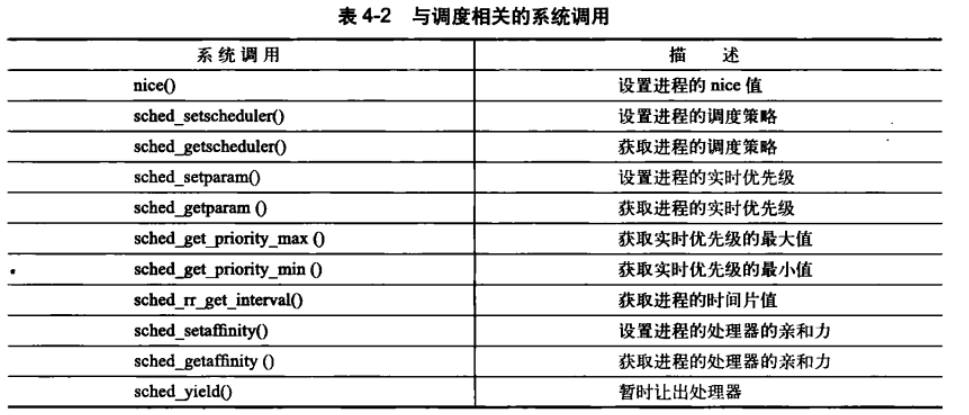 表 4-2 与调度相关的系统调用
系统调用 描 述
nice() 设置进程的 nice 值
sched_setscheduler() 设置进程的调度策略
sched_getscheduler() 获取进程的调度策略
sched_setparam() 设置进程的实时优先级
sched_getparam () 获取进程的实时优先级
sched_get_priority_max () 获取实时优先级的最大值
sched_get_priority_min () 获取实时优先级的最小值
sched_rr_get_interval() 获取进程的时间片值
sched_setaffinity() 设置进程的处理器的亲和力
sched_getaffinity () 获取进程的处理器的亲和力
sched_yield() 暂时让出处理器